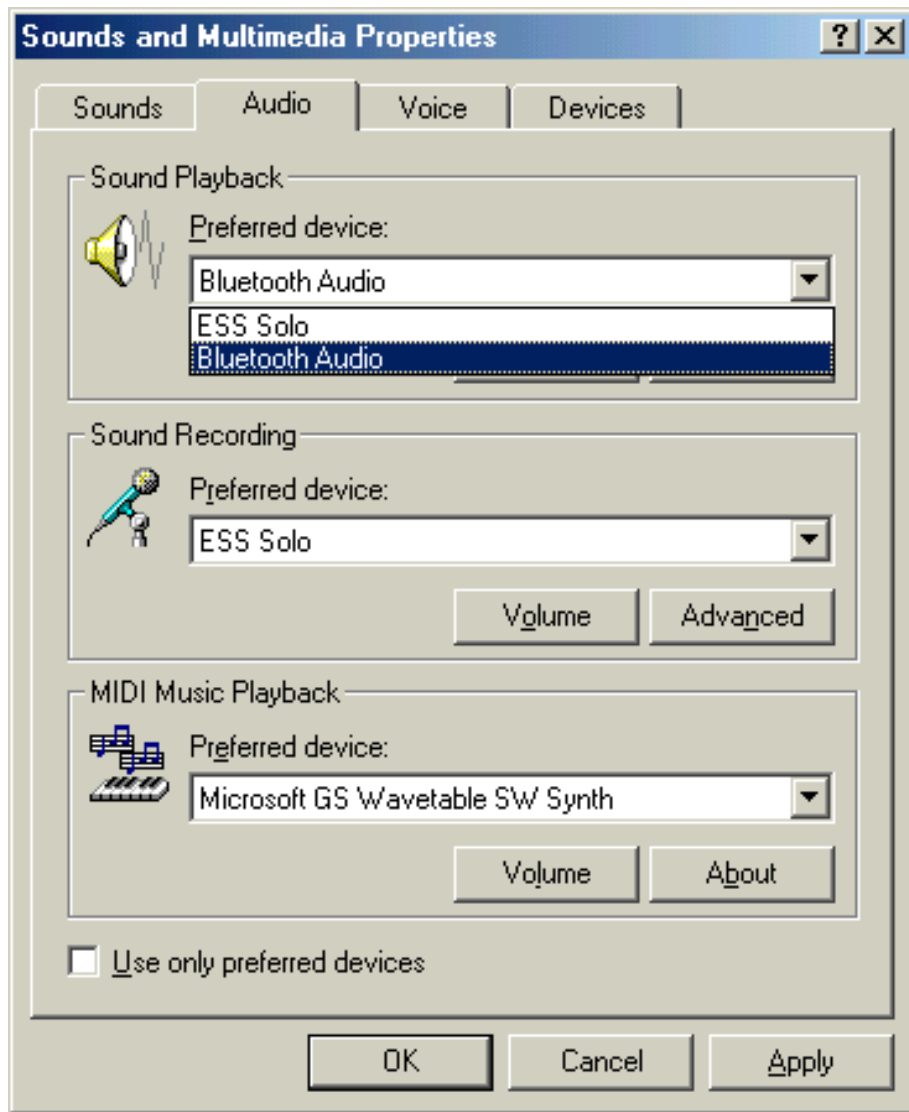 Sounds and Multimedia Properties
Sounds Audio Voice Devices
Sound Playback
Preferred device:
Bluetooth Audio
ESS Solo
Bluetooth Audio
Sound Recording
Preferred device:
ESS Solo
Volume Advanced
MIDI Music Playback
Preferred device:
Microsoft GS Wavetable SW Synth
Volume About
Use only preferred devices
OK Cancel Apply